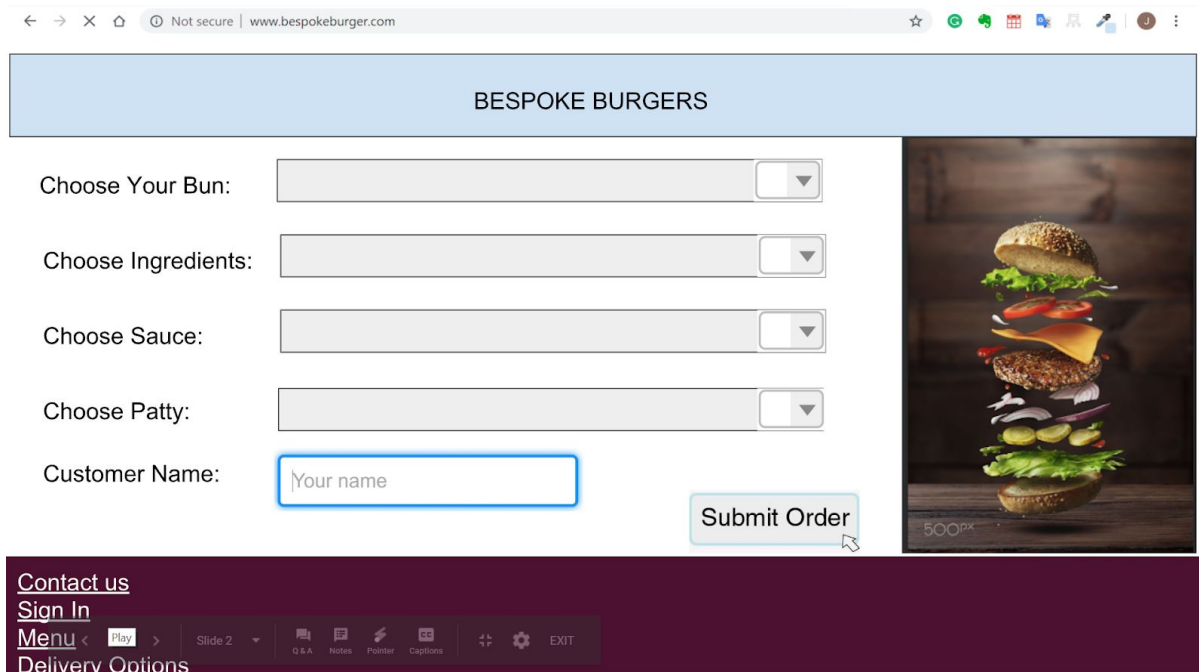 Not secure | www.bespokeburger.com
J
BESPOKE BURGERS
Choose Your Bun:
Choose Ingredients:
Choose Sauce:
Choose Patty:
Customer Name:
Your name
Submit Order
500px
Contact us
Sign In
Menu
Delivery Options
Play
Slide 2
Q & A
Notes
Pointer
CC
Captions
EXIT